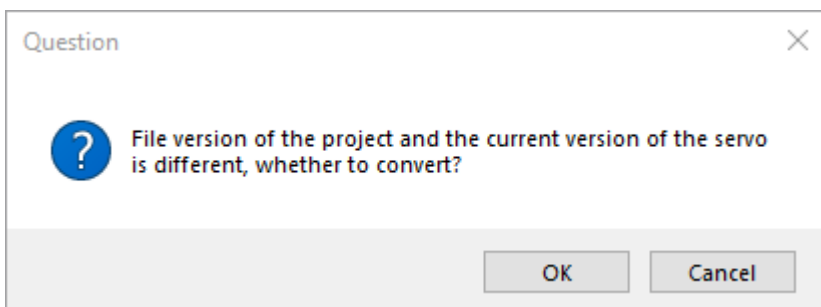 Question
File version of the project and the current version of the servo
is different, whether to convert?
OK
Cancel